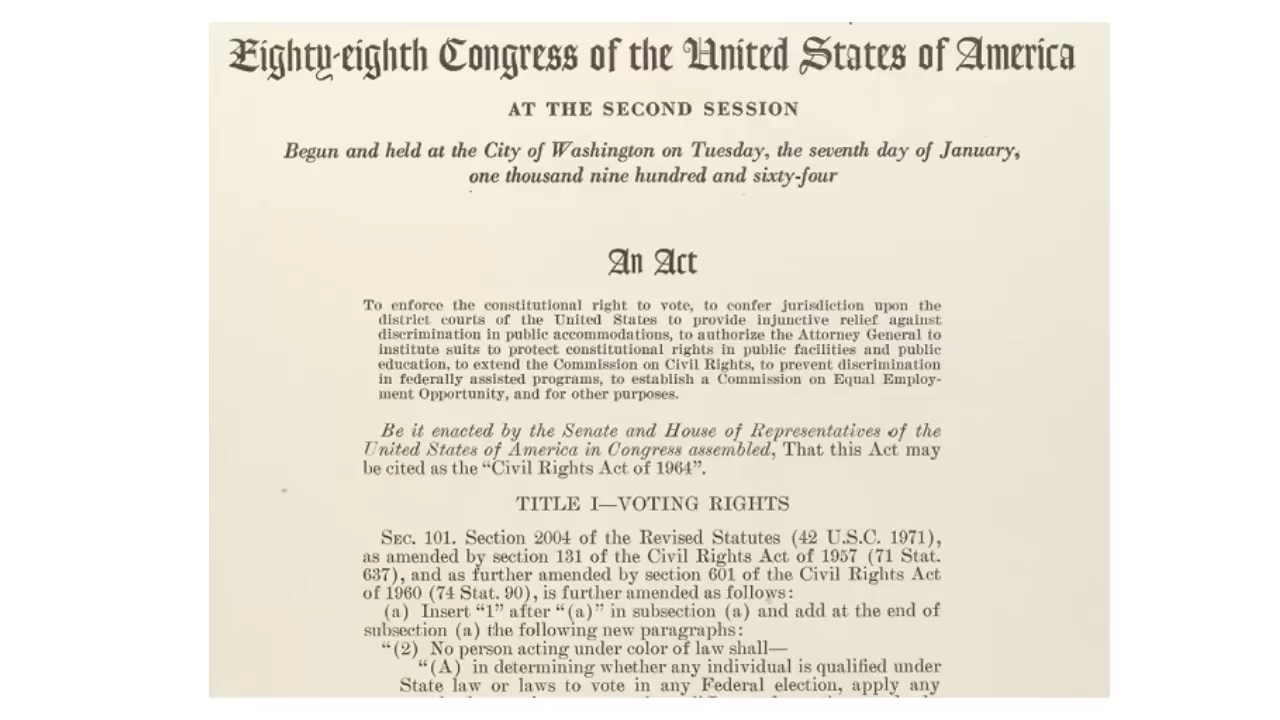 Eighty-eighth Congress of the United States of America
AT THE SECOND SESSION
Begun and held at the City of Washington on Tuesday, the seventh day of January,
one thousand nine hundred and sixty-four
An Act
To enforce the constitutional right to vote, to confer jurisdiction upon the
district courts of the United States to provide injunctive relief against
discrimination in public accommodations, to authorize the Attorney General to
institute suits to protect constitutional rights in public facilities and public
education, to extend the Commission on Civil Rights, to prevent discrimination
in federally assisted programs, to establish a Commission on Equal Employ-
ment Opportunity, and for other purposes.
Be it enacted by the Senate and House of Representatives of the
United States of America in Congress assembled, That this Act may
be cited as the “Civil Rights Act of 1964”.
TITLE I—VOTING RIGHTS
SEC. 101. Section 2004 of the Revised Statutes (42 U.S.C. 1971),
as amended by section 131 of the Civil Rights Act of 1957 (71 Stat.
637), and as further amended by section 601 of the Civil Rights Act
of 1960 (74 Stat. 90), is further amended as follows:
(a) Insert “1” after “(a)” in subsection (a) and add at the end of
subsection (a) the following new paragraphs:
“(2) No person acting under color of law shall—
“(A) in determining whether any individual is qualified under
State law or laws to vote in any Federal election, apply any